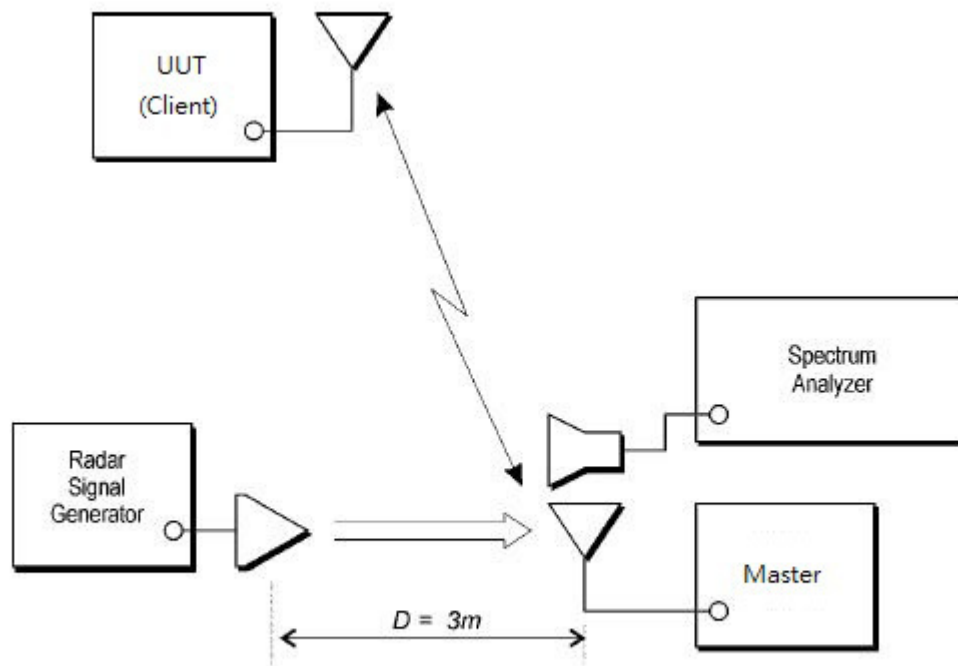 UUT
(Client)
Spectrum
Analyzer
Radar
Signal
Generator
Master
D = 3m